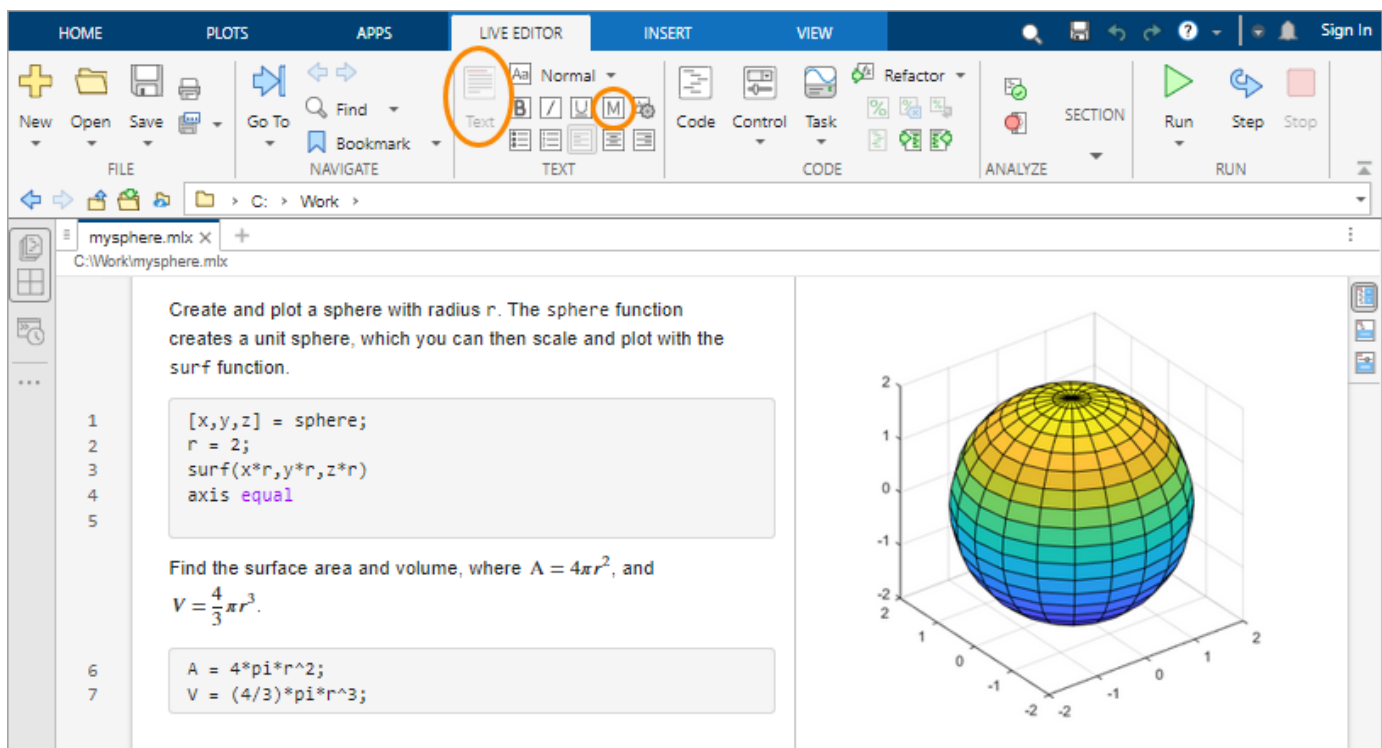 HOME PLOTS APPS LIVE EDITOR INSERT VIEW Sign In
New Open Save Go To Find Bookmark Text Aa Normal B I U M Code Control Task Refactor SECTION Run Step Stop
FILE NAVIGATE TEXT CODE ANALYZE RUN
C: › Work ›
mysphere.mlx
C:\Work\mysphere.mlx
Create and plot a sphere with radius r. The sphere function
creates a unit sphere, which you can then scale and plot with the
surf function.
1 [x,y,z] = sphere;
2 r = 2;
3 surf(x*r,y*r,z*r)
4 axis equal
5
Find the surface area and volume, where A = 4πr², and
V = 4/3 πr³.
6 A = 4*pi*r^2;
7 V = (4/3)*pi*r^3;
2
1
0
-1
-2
2 1 0 -1 -2
-2 -1 0 1 2